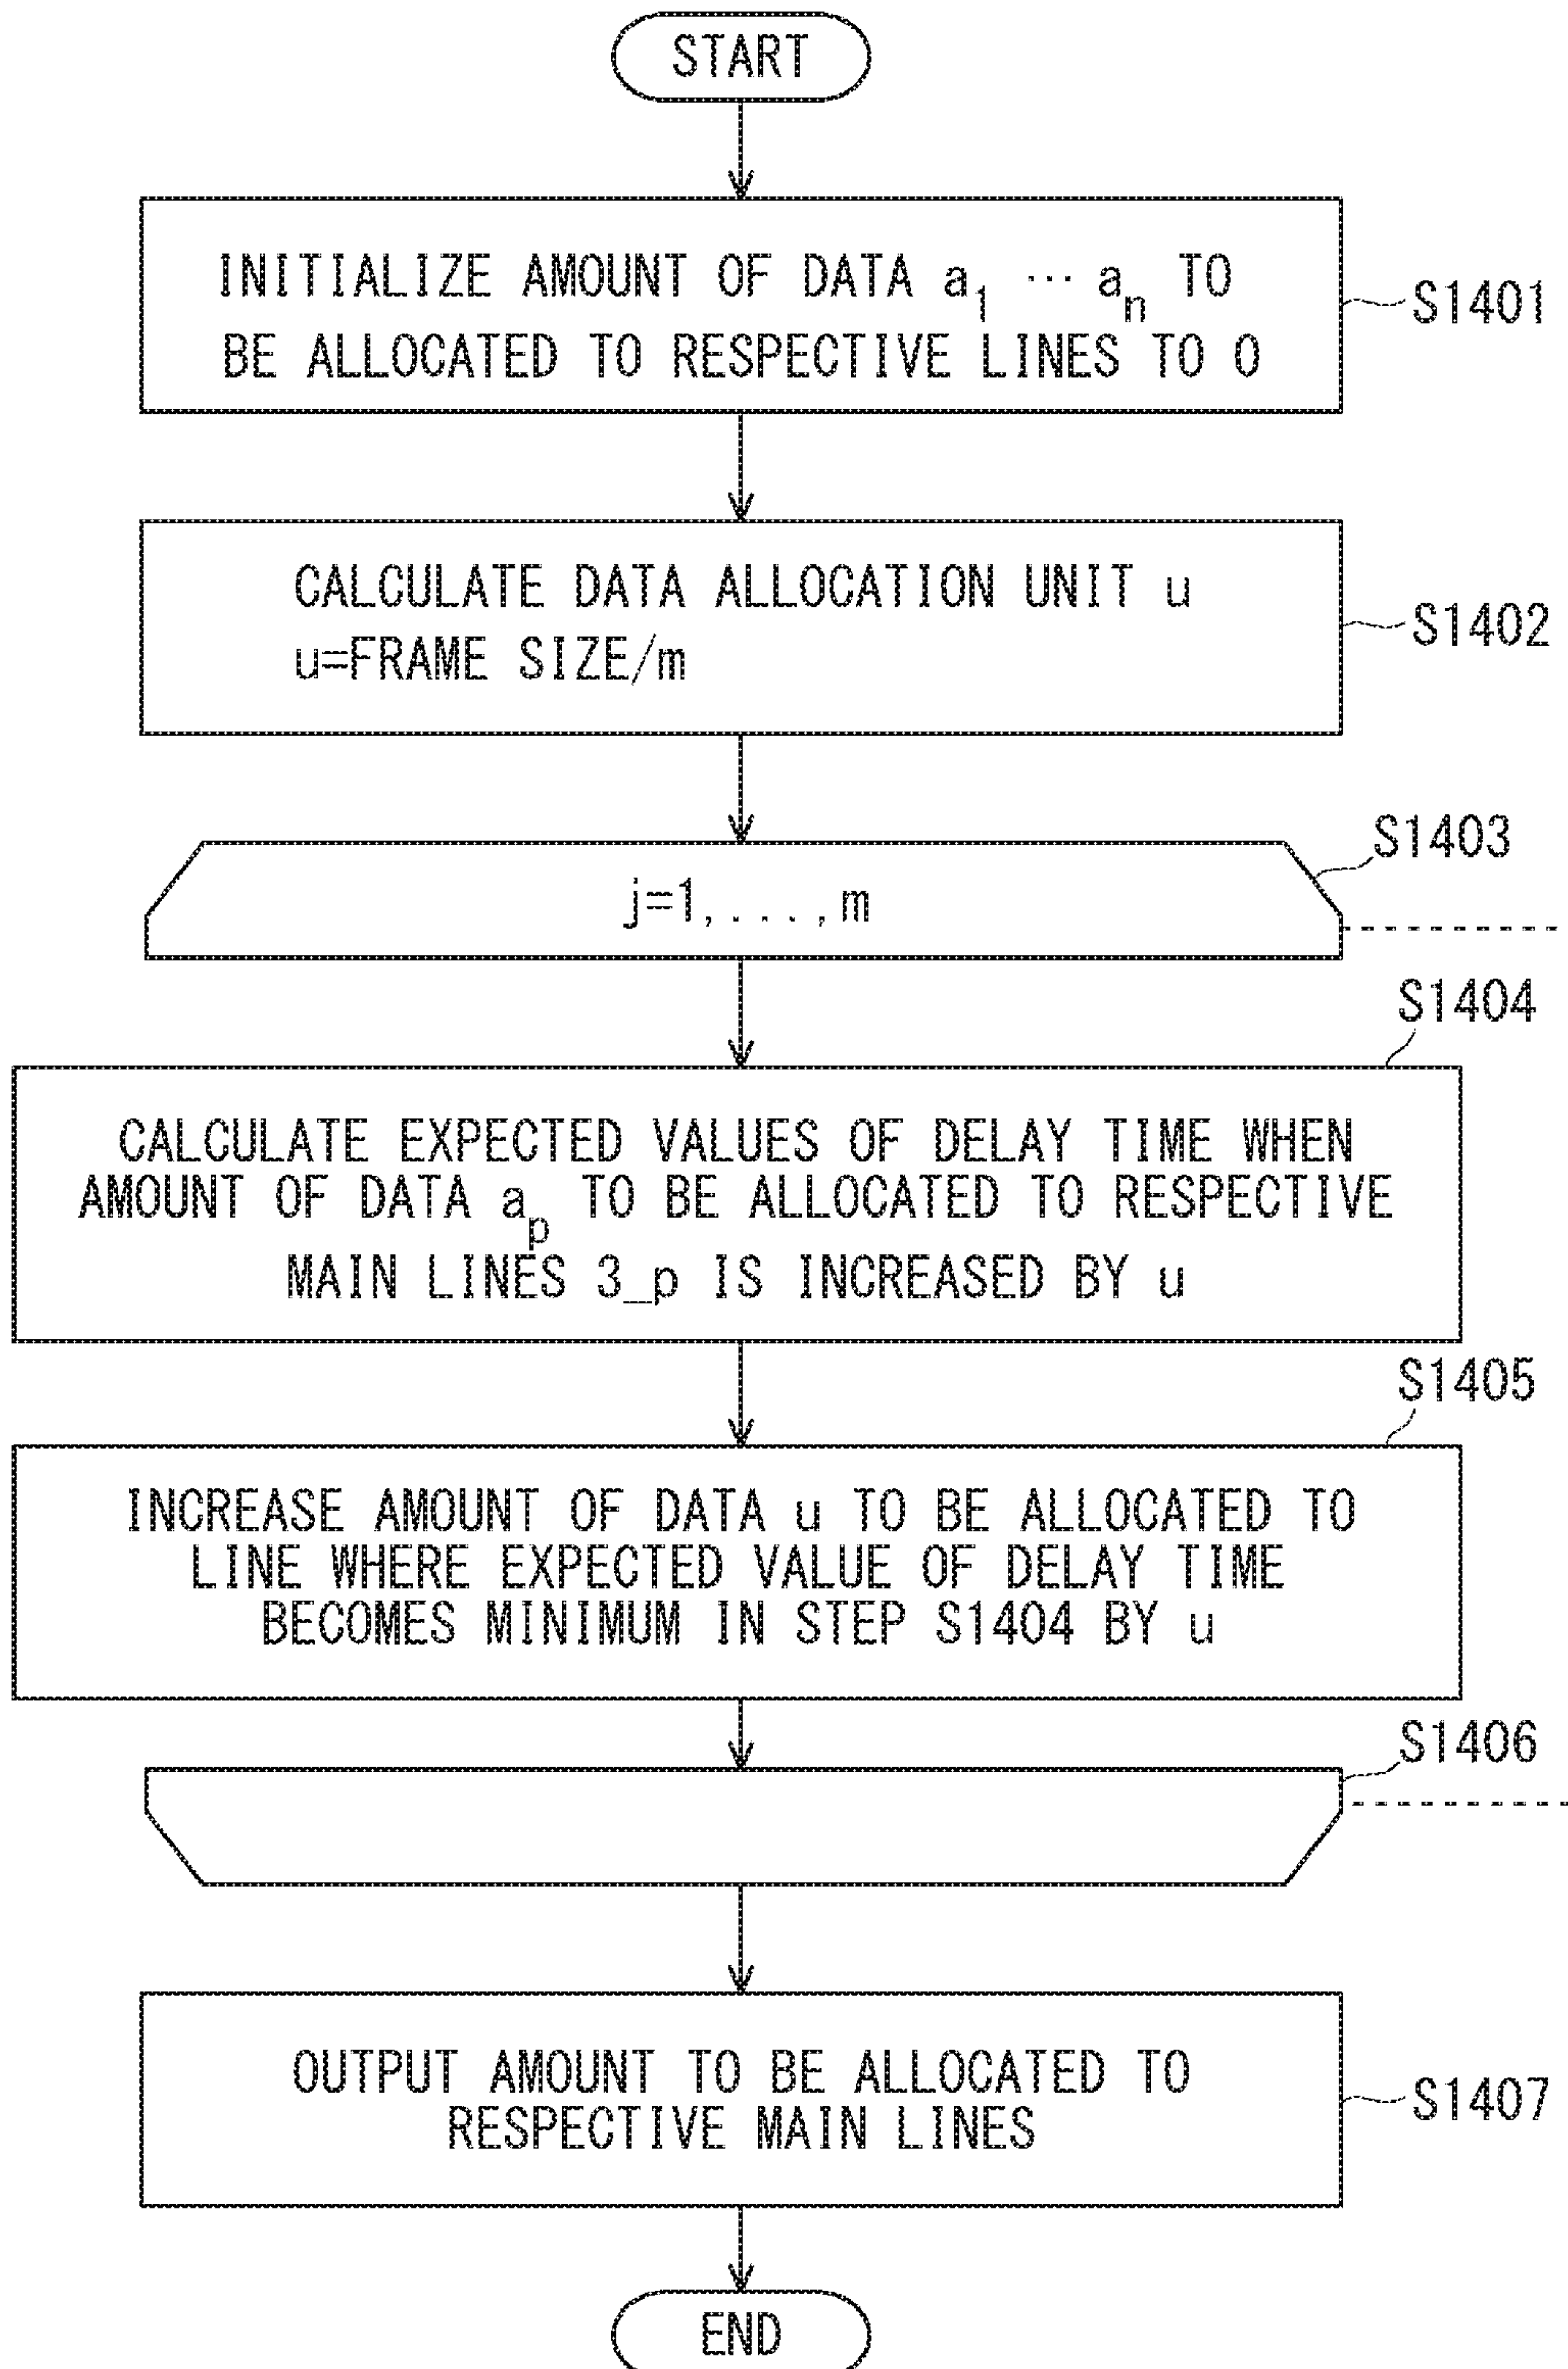 START
INITIALIZE AMOUNT OF DATA a1 ⋯ an TO
BE ALLOCATED TO RESPECTIVE LINES TO 0
S1401
CALCULATE DATA ALLOCATION UNIT u
u=FRAME SIZE/m
S1402
S1403
j=1,...,m
S1404
CALCULATE EXPECTED VALUES OF DELAY TIME WHEN
AMOUNT OF DATA ap TO BE ALLOCATED TO RESPECTIVE
MAIN LINES 3_p IS INCREASED BY u
S1405
INCREASE AMOUNT OF DATA u TO BE ALLOCATED TO
LINE WHERE EXPECTED VALUE OF DELAY TIME
BECOMES MINIMUM IN STEP S1404 BY u
S1406
OUTPUT AMOUNT TO BE ALLOCATED TO
RESPECTIVE MAIN LINES
S1407
END